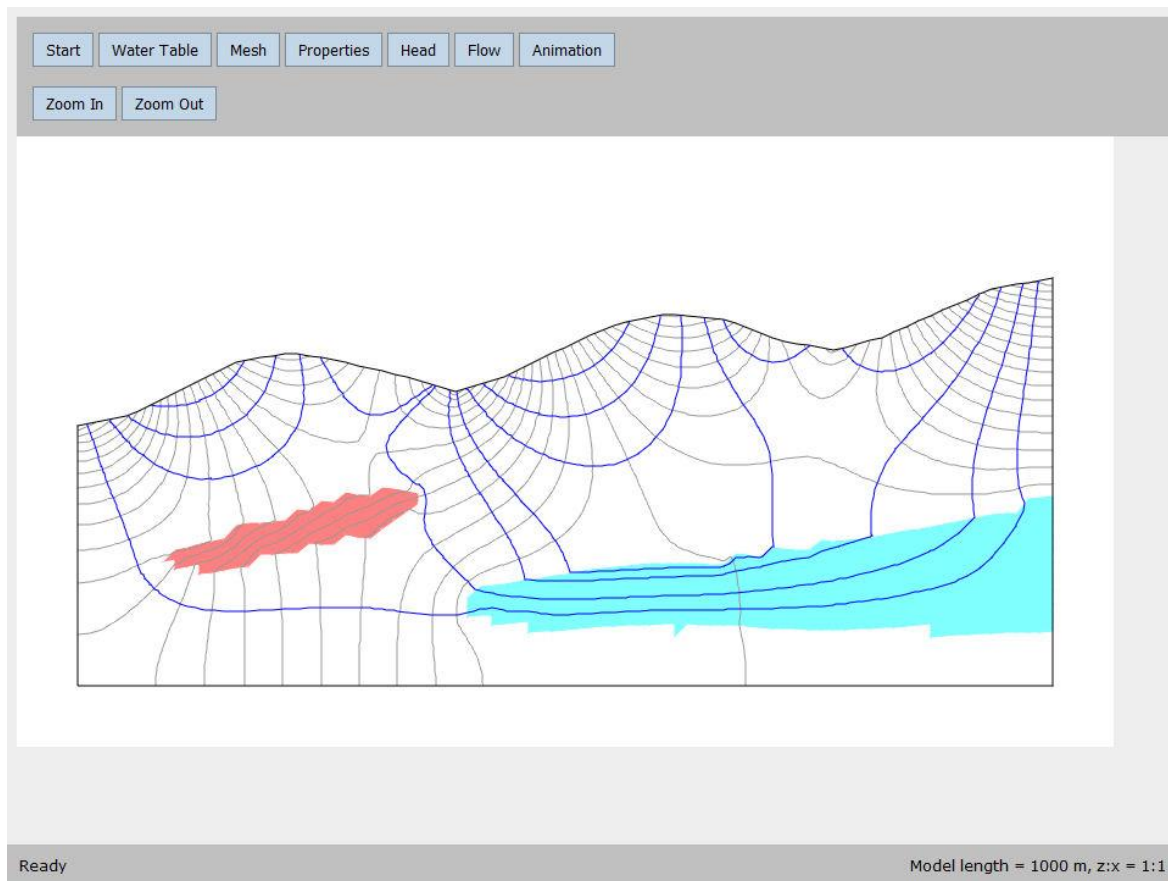 Start Water Table Mesh Properties Head Flow Animation
Zoom In Zoom Out
Ready Model length = 1000 m, z:x = 1:1